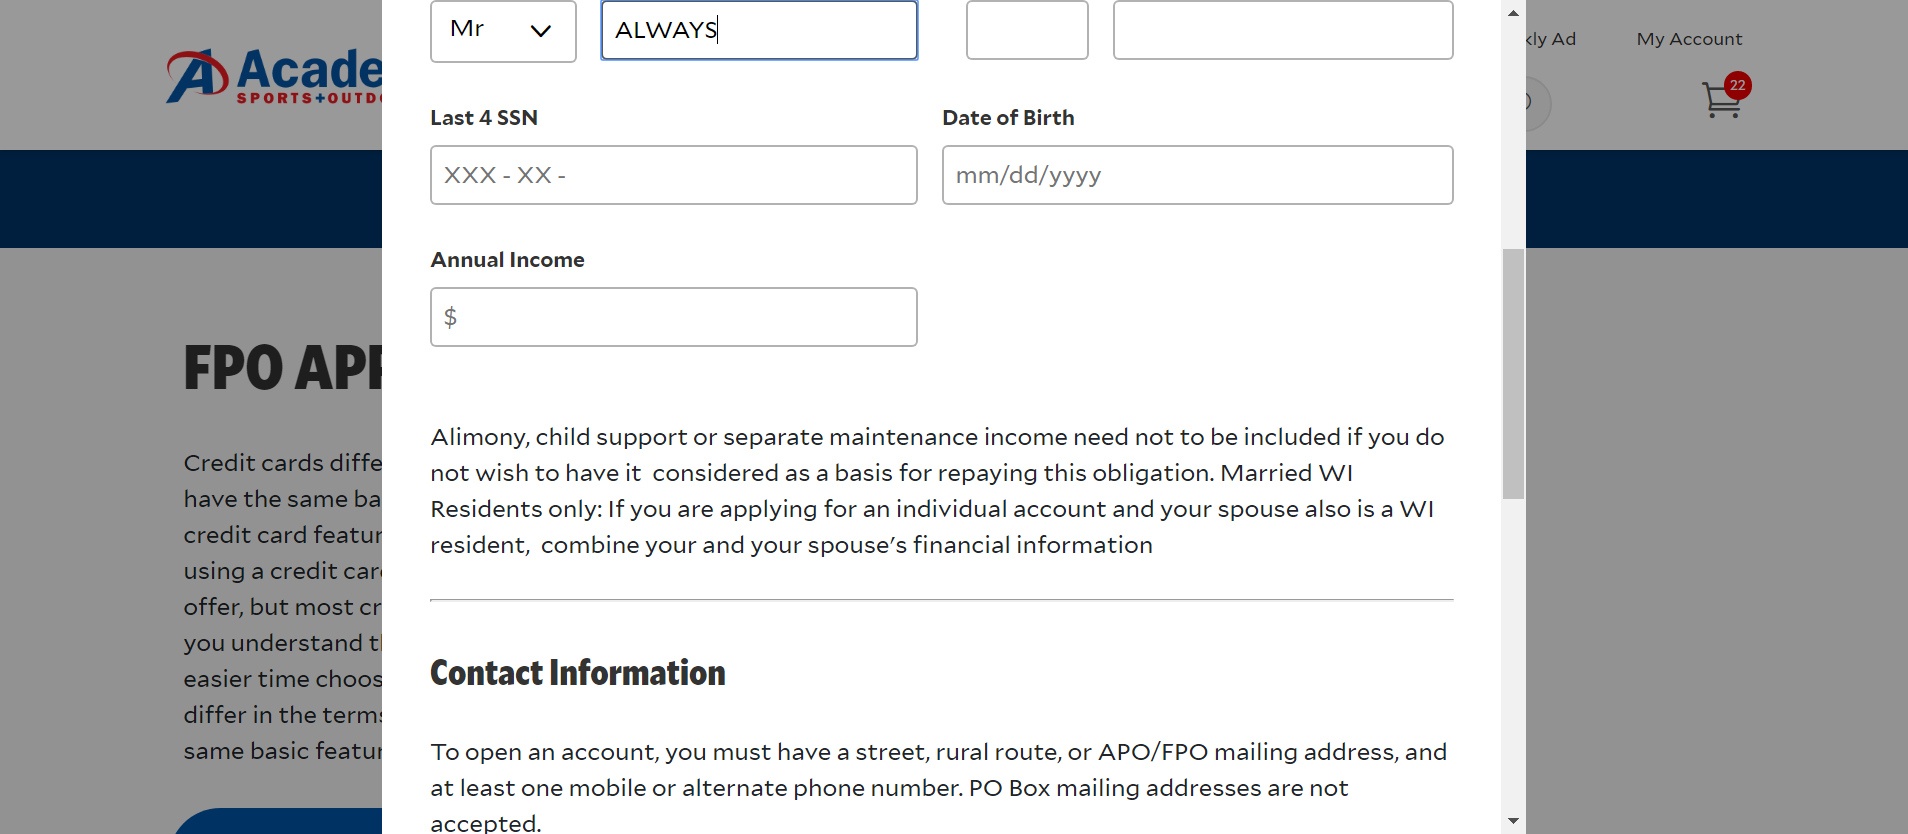 Mr
ALWAYS
Acade
SPORTS+OUTD
kly Ad
My Account
22
Last 4 SSN
Date of Birth
XXX - XX -
mm/dd/yyyy
Annual Income
$
FPO APP
Credit cards diffe
have the same ba
credit card featur
using a credit car
offer, but most cr
you understand t
easier time choos
differ in the term
same basic featur
Alimony, child support or separate maintenance income need not to be included if you do
not wish to have it considered as a basis for repaying this obligation. Married WI
Residents only: If you are applying for an individual account and your spouse also is a WI
resident, combine your and your spouse's financial information
Contact Information
To open an account, you must have a street, rural route, or APO/FPO mailing address, and
at least one mobile or alternate phone number. PO Box mailing addresses are not
accepted.